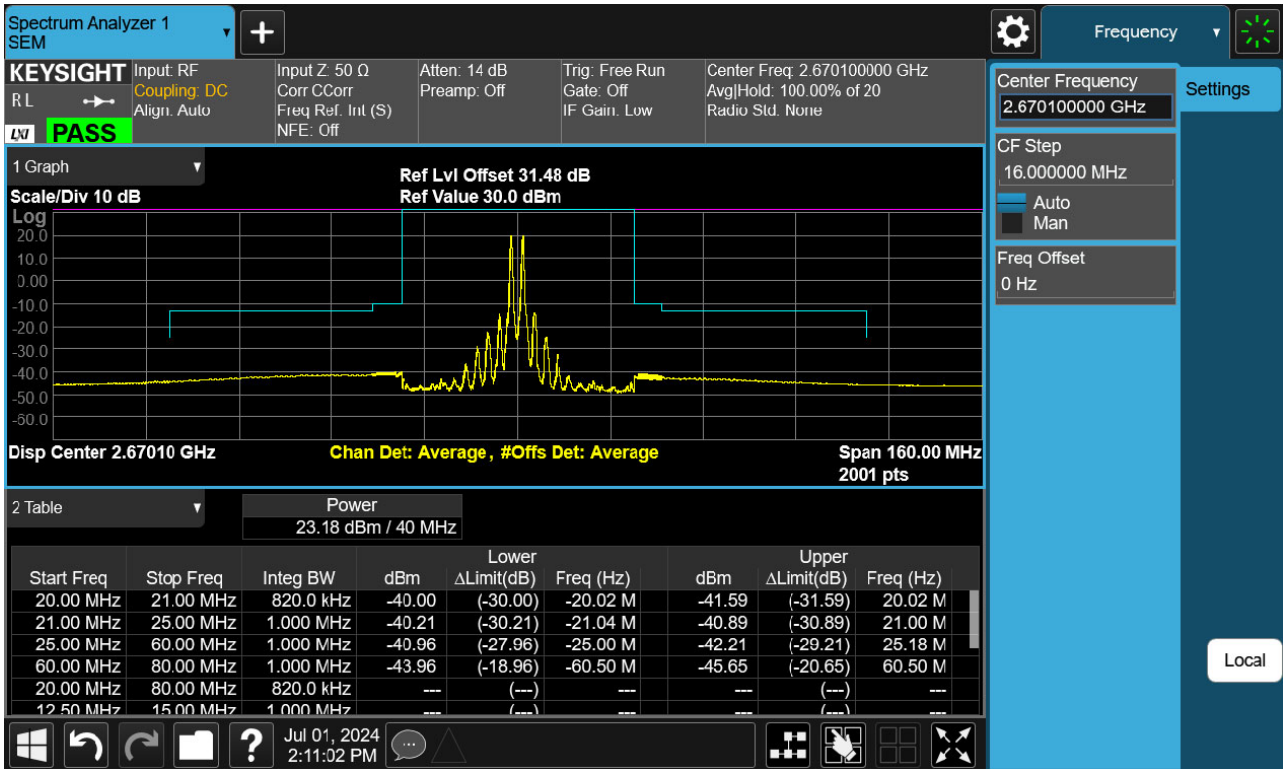 Spectrum Analyzer 1
SEM
+
Frequency
KEYSIGHT
R L
LXI
PASS
Input: RF
Coupling: DC
Align: Auto
Input Z: 50 Ω
Corr CCorr
Freq Ref: Int (S)
NFE: Off
Atten: 14 dB
Preamp: Off
Trig: Free Run
Gate: Off
IF Gain: Low
Center Freq: 2.670100000 GHz
Avg|Hold: 100.00% of 20
Radio Std: None
Center Frequency
2.670100000 GHz
Settings
CF Step
16.000000 MHz
Auto
Man
Freq Offset
0 Hz
1 Graph
Scale/Div 10 dB
Ref Lvl Offset 31.48 dB
Ref Value 30.0 dBm
Log
20.0
10.0
0.00
-10.0
-20.0
-30.0
-40.0
-50.0
-60.0
Disp Center 2.67010 GHz
Chan Det: Average , #Offs Det: Average
Span 160.00 MHz
2001 pts
2 Table
Power
23.18 dBm / 40 MHz
Lower Upper
Start Freq Stop Freq Integ BW dBm ΔLimit(dB) Freq (Hz) dBm ΔLimit(dB) Freq (Hz)
20.00 MHz 21.00 MHz 820.0 kHz -40.00 (-30.00) -20.02 M -41.59 (-31.59) 20.02 M
21.00 MHz 25.00 MHz 1.000 MHz -40.21 (-30.21) -21.04 M -40.89 (-30.89) 21.00 M
25.00 MHz 60.00 MHz 1.000 MHz -40.96 (-27.96) -25.00 M -42.21 (-29.21) 25.18 M
60.00 MHz 80.00 MHz 1.000 MHz -43.96 (-18.96) -60.50 M -45.65 (-20.65) 60.50 M
20.00 MHz 80.00 MHz 820.0 kHz --- (---) --- --- (---) ---
12.50 MHz 15.00 MHz 1.000 MHz --- (---) --- --- (---) ---
Local
?
Jul 01, 2024
2:11:02 PM